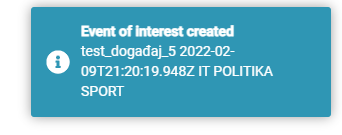 Event of Interest created
test_događaj_5 2022-02-
09T21:20:19.948Z IT POLITIKA
SPORT